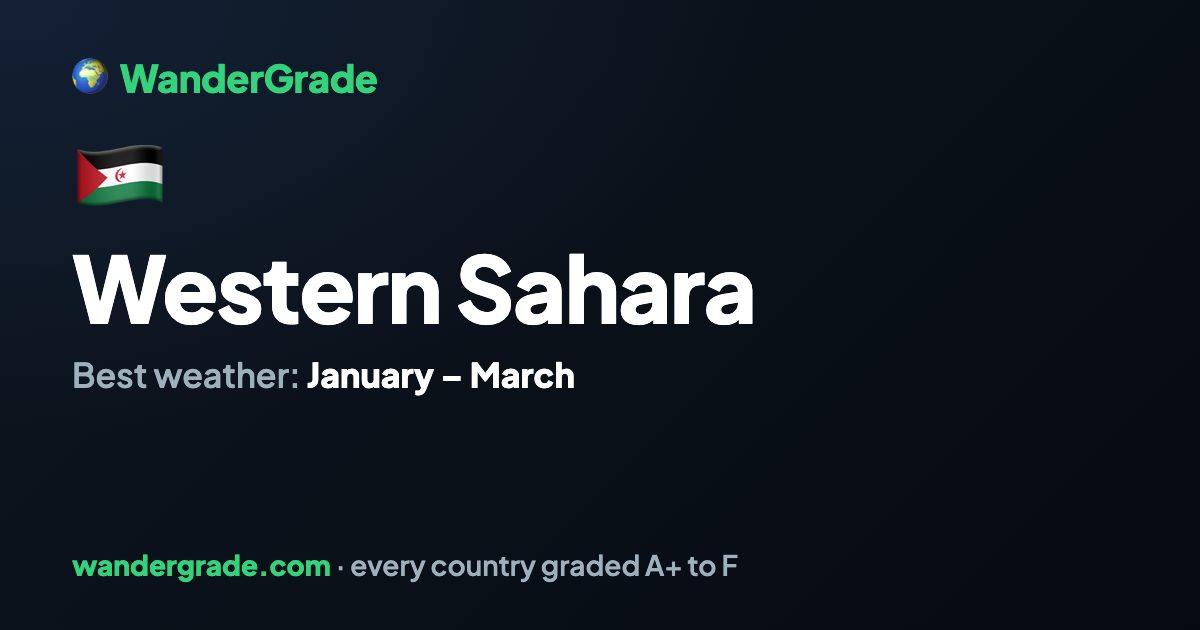 WanderGrade
Western Sahara
Best weather: January – March
wandergrade.com · every country graded A+ to F